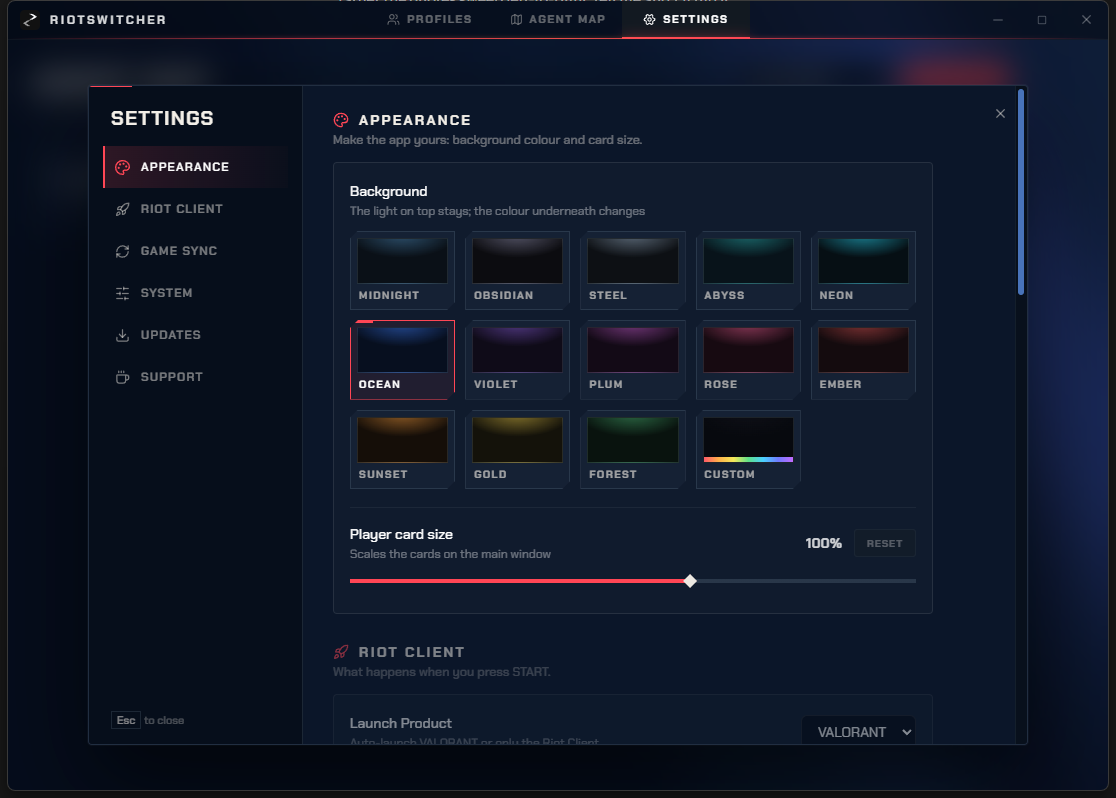 RIOTSWITCHER
PROFILES
AGENT MAP
SETTINGS
SETTINGS
APPEARANCE
RIOT CLIENT
GAME SYNC
SYSTEM
UPDATES
SUPPORT
Esc to close
APPEARANCE
Make the app yours: background colour and card size.
Background
The light on top stays; the colour underneath changes
MIDNIGHT
OBSIDIAN
STEEL
ABYSS
NEON
OCEAN
VIOLET
PLUM
ROSE
EMBER
SUNSET
GOLD
FOREST
CUSTOM
Player card size
Scales the cards on the main window
100%
RESET
RIOT CLIENT
What happens when you press START.
Launch Product
Auto-launch VALORANT or only the Riot Client
VALORANT